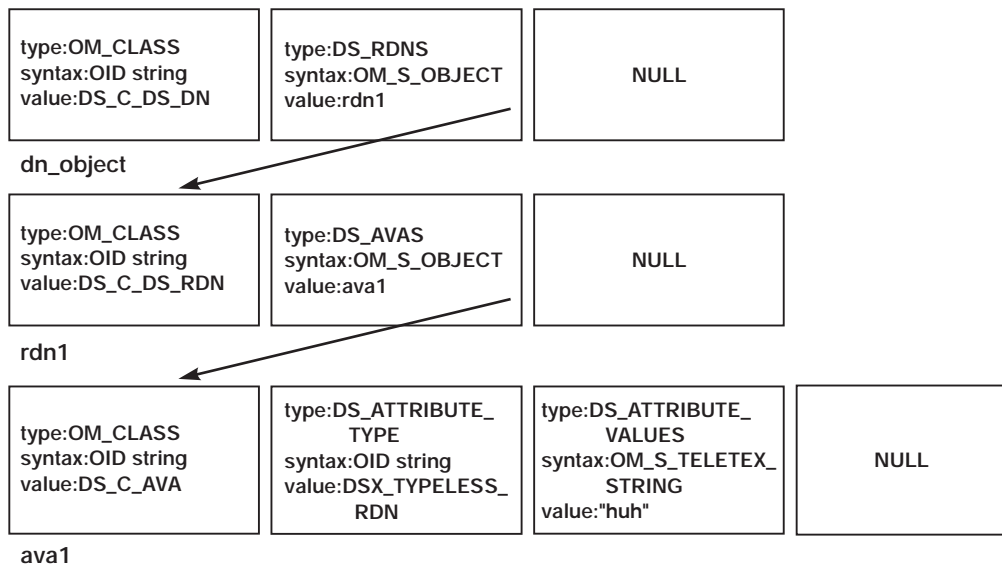 type:OM_CLASS
syntax:OID string
value:DS_C_DS_DN
type:DS_RDNS
syntax:OM_S_OBJECT
value:rdn1
NULL
dn_object
type:OM_CLASS
syntax:OID string
value:DS_C_DS_RDN
type:DS_AVAS
syntax:OM_S_OBJECT
value:ava1
NULL
rdn1
type:OM_CLASS
syntax:OID string
value:DS_C_AVA
type:DS_ATTRIBUTE_
TYPE
syntax:OID string
value:DSX_TYPELESS_
RDN
type:DS_ATTRIBUTE_
VALUES
syntax:OM_S_TELETEX_
STRING
value:"huh"
NULL
ava1